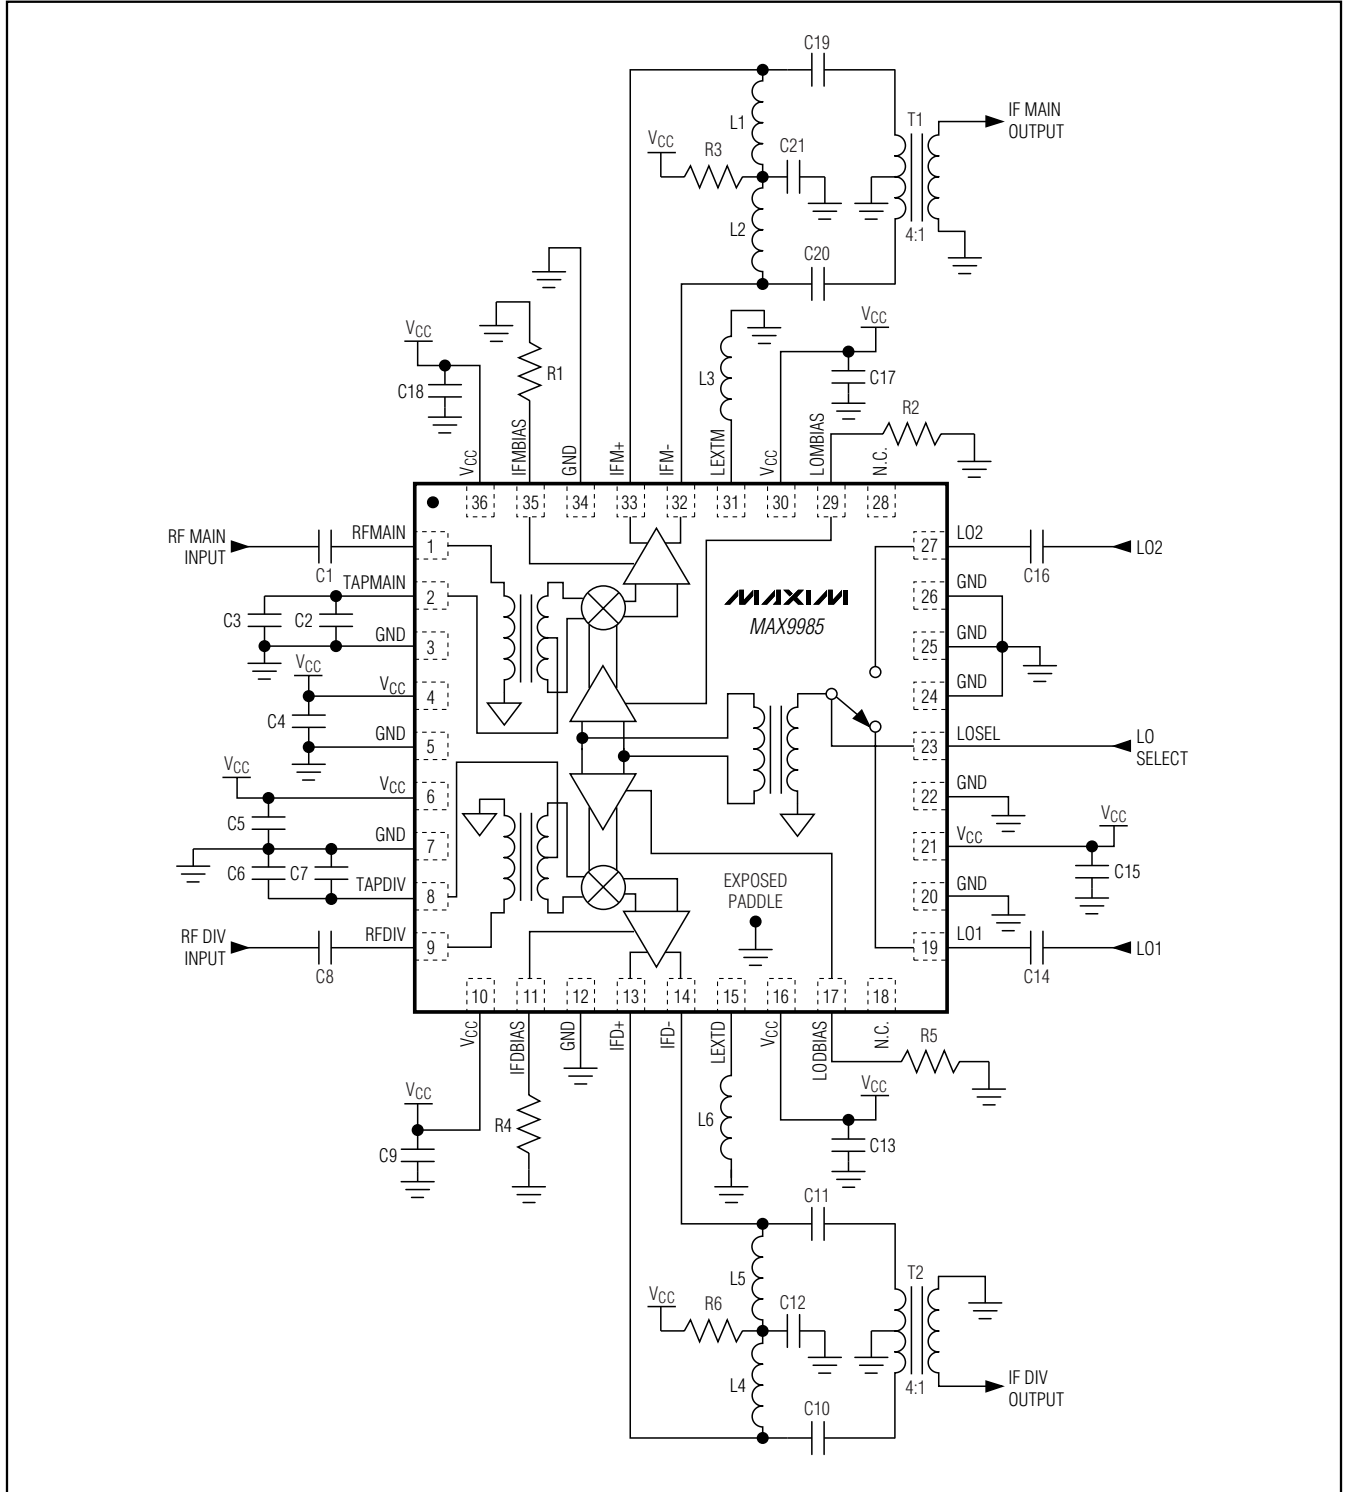 C19
IF MAIN
OUTPUT
T1
L1
VCC
R3
C21
L2
4:1
C20
VCC
VCC
C18
R1
L3
C17
R2
VCC
IFMBIAS
GND
IFM+
IFM-
LEXTM
VCC
LOMBIAS
N.C.
36
35
34
33
32
31
30
29
28
RF MAIN
INPUT
C1
RFMAIN
1
27
LO2
C16
LO2
TAPMAIN
2
MAXIM
MAX9985
26
GND
C3
C2
GND
3
25
GND
VCC
VCC
4
24
GND
C4
GND
5
23
LOSEL
LO
SELECT
VCC
VCC
6
22
GND
C5
GND
7
21
VCC
VCC
C6
C7
TAPDIV
8
EXPOSED
PADDLE
20
GND
C15
RF DIV
INPUT
C8
RFDIV
9
19
LO1
C14
LO1
10
11
12
13
14
15
16
17
18
VCC
IFDBIAS
GND
IFD+
IFD-
LEXTD
VCC
LODBIAS
N.C.
R5
VCC
C9
R4
L6
VCC
C13
C11
T2
L5
VCC
R6
C12
L4
4:1
IF DIV
OUTPUT
C10